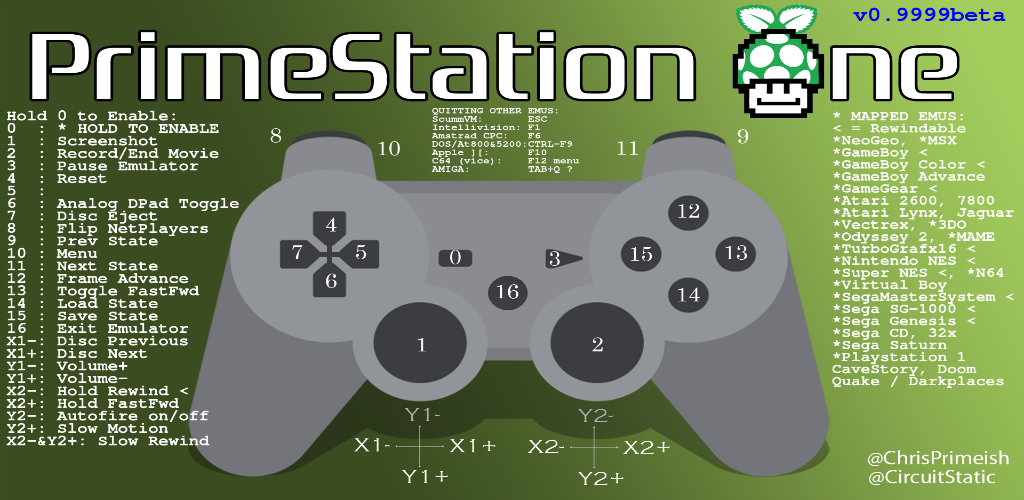 v0.9999beta
PrimeStation One
Hold 0 to Enable:
0 : * HOLD TO ENABLE
1 : Screenshot
2 : Record/End Movie
3 : Pause Emulator
4 : Reset
5 :
6 : Analog DPad Toggle
7 : Disc Eject
8 : Flip NetPlayers
9 : Prev State
10 : Menu
11 : Next State
12 : Frame Advance
13 : Toggle FastFwd
14 : Load State
15 : Save State
16 : Exit Emulator
X1-: Disc Previous
X1+: Disc Next
Y1-: Volume+
Y1+: Volume-
X2-: Hold Rewind <
X2+: Hold FastFwd
Y2-: Autofire on/off
Y2+: Slow Motion
X2-&Y2+: Slow Rewind
QUITTING OTHER EMUS:
ScummVM: ESC
Intellivision: F1
Amstrad CPC: F6
DOS/At800&5200:CTRL-F9
Apple ][: F10
C64 (vice): F12 menu
AMIGA: TAB+Q ?
8
10
11
9
4
7
5
6
0
3
16
12
15
13
14
1
2
Y1-
X1-
X1+
Y1+
Y2-
X2-
X2+
Y2+
* MAPPED EMUS:
< = Rewindable
*NeoGeo, *MSX
*GameBoy <
*GameBoy Color <
*GameBoy Advance
*GameGear <
*Atari 2600, 7800
*Atari Lynx, Jaguar
*Vectrex, *3DO
*Odyssey 2, *MAME
*TurboGrafx16 <
*Nintendo NES <
*Super NES <, *N64
*Virtual Boy
*SegaMasterSystem <
*Sega SG-1000 <
*Sega Genesis <
*Sega CD, 32x
*Sega Saturn
*Playstation 1
CaveStory, Doom
Quake / Darkplaces
@ChrisPrimeish
@CircuitStatic